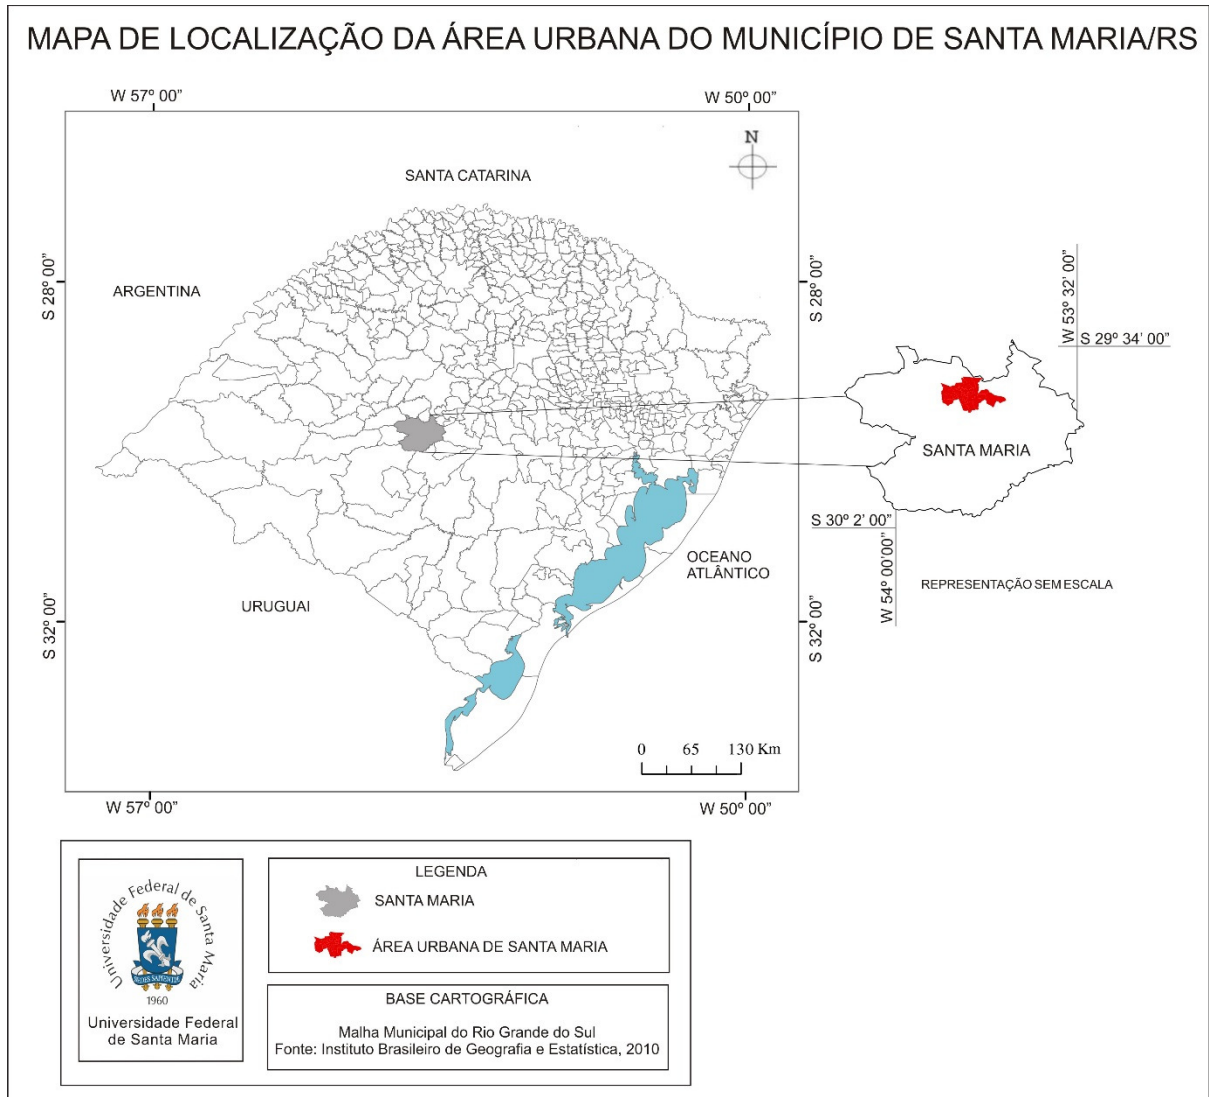 MAPA DE LOCALIZAÇÃO DA ÁREA URBANA DO MUNICÍPIO DE SANTA MARIA/RS
W 57º 00”
W 50º 00”
N
SANTA CATARINA
ARGENTINA
S 28º 00”
S 28º 00”
W 53º 32’ 00”
S 29º 34’ 00”
SANTA MARIA
S 30º 2’ 00”
W 54º 00’00”
REPRESENTAÇÃO SEM ESCALA
OCEANO
ATLÂNTICO
URUGUAI
S 32º 00”
S 32º 00”
0 65 130 Km
W 57º 00”
W 50º 00”
Universidade Federal de Santa Maria
SEDES SAPIENTIAE
1960
Universidade Federal
de Santa Maria
LEGENDA
SANTA MARIA
ÁREA URBANA DE SANTA MARIA
BASE CARTOGRÁFICA
Malha Municipal do Rio Grande do Sul
Fonte: Instituto Brasileiro de Geografia e Estatística, 2010